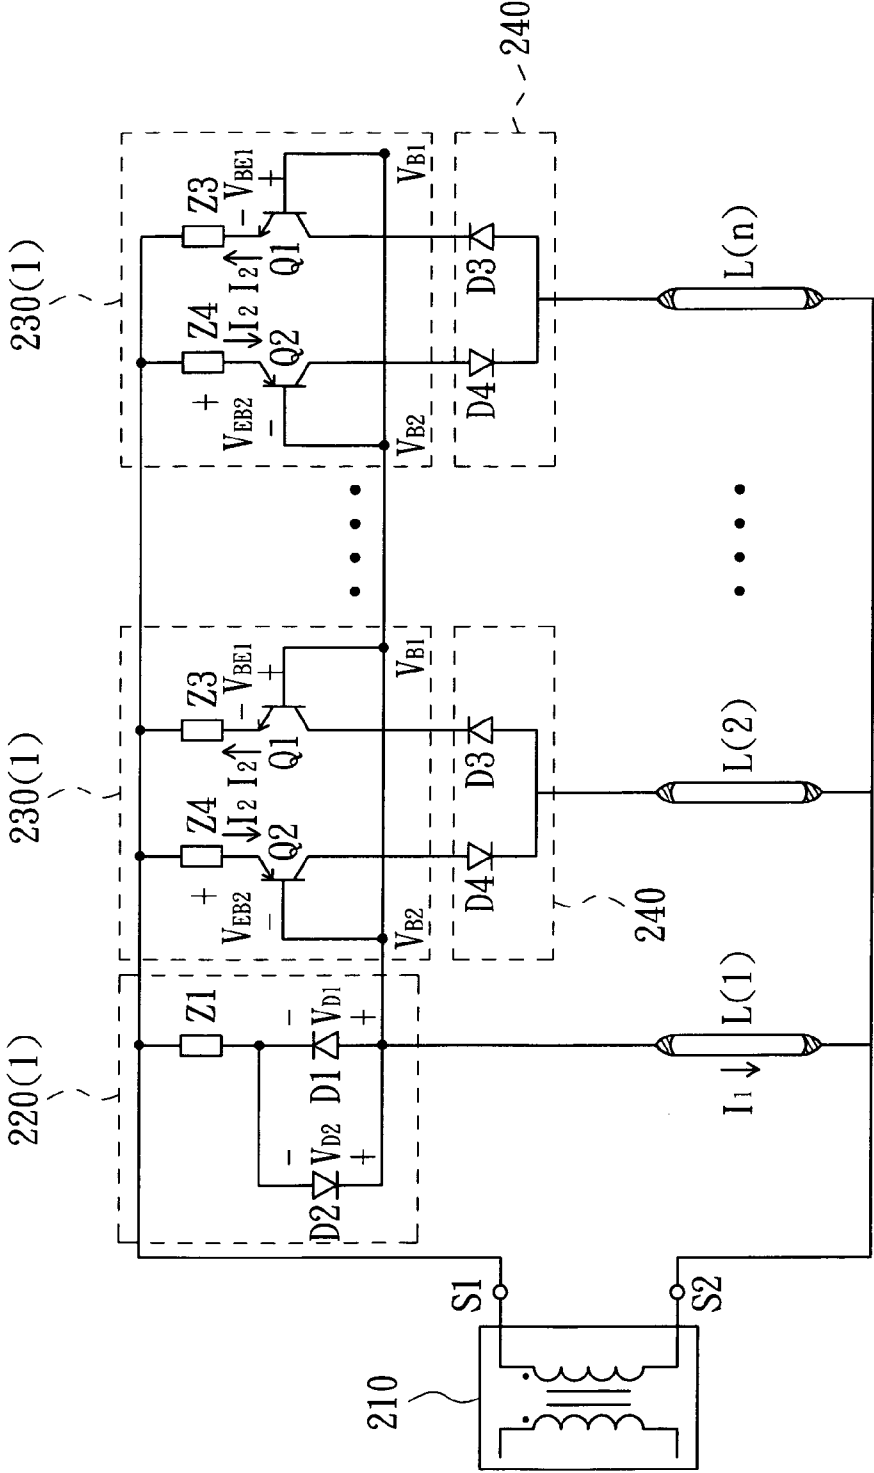 220(1)
230(1)
230(1)
Z1
Z4
Z3
Z4
Z3
+
VEB2
−
I2
I2
−
VBE1
+
+
VEB2
−
I2
I2
−
VBE1
+
Q2
Q1
Q2
Q1
−
VD2
+
−
VD1
+
D2
D1
VB2
VB1
VB2
VB1
D4
D3
D4
D3
240
240
210
S1
S2
I1
L(1)
L(2)
L(n)